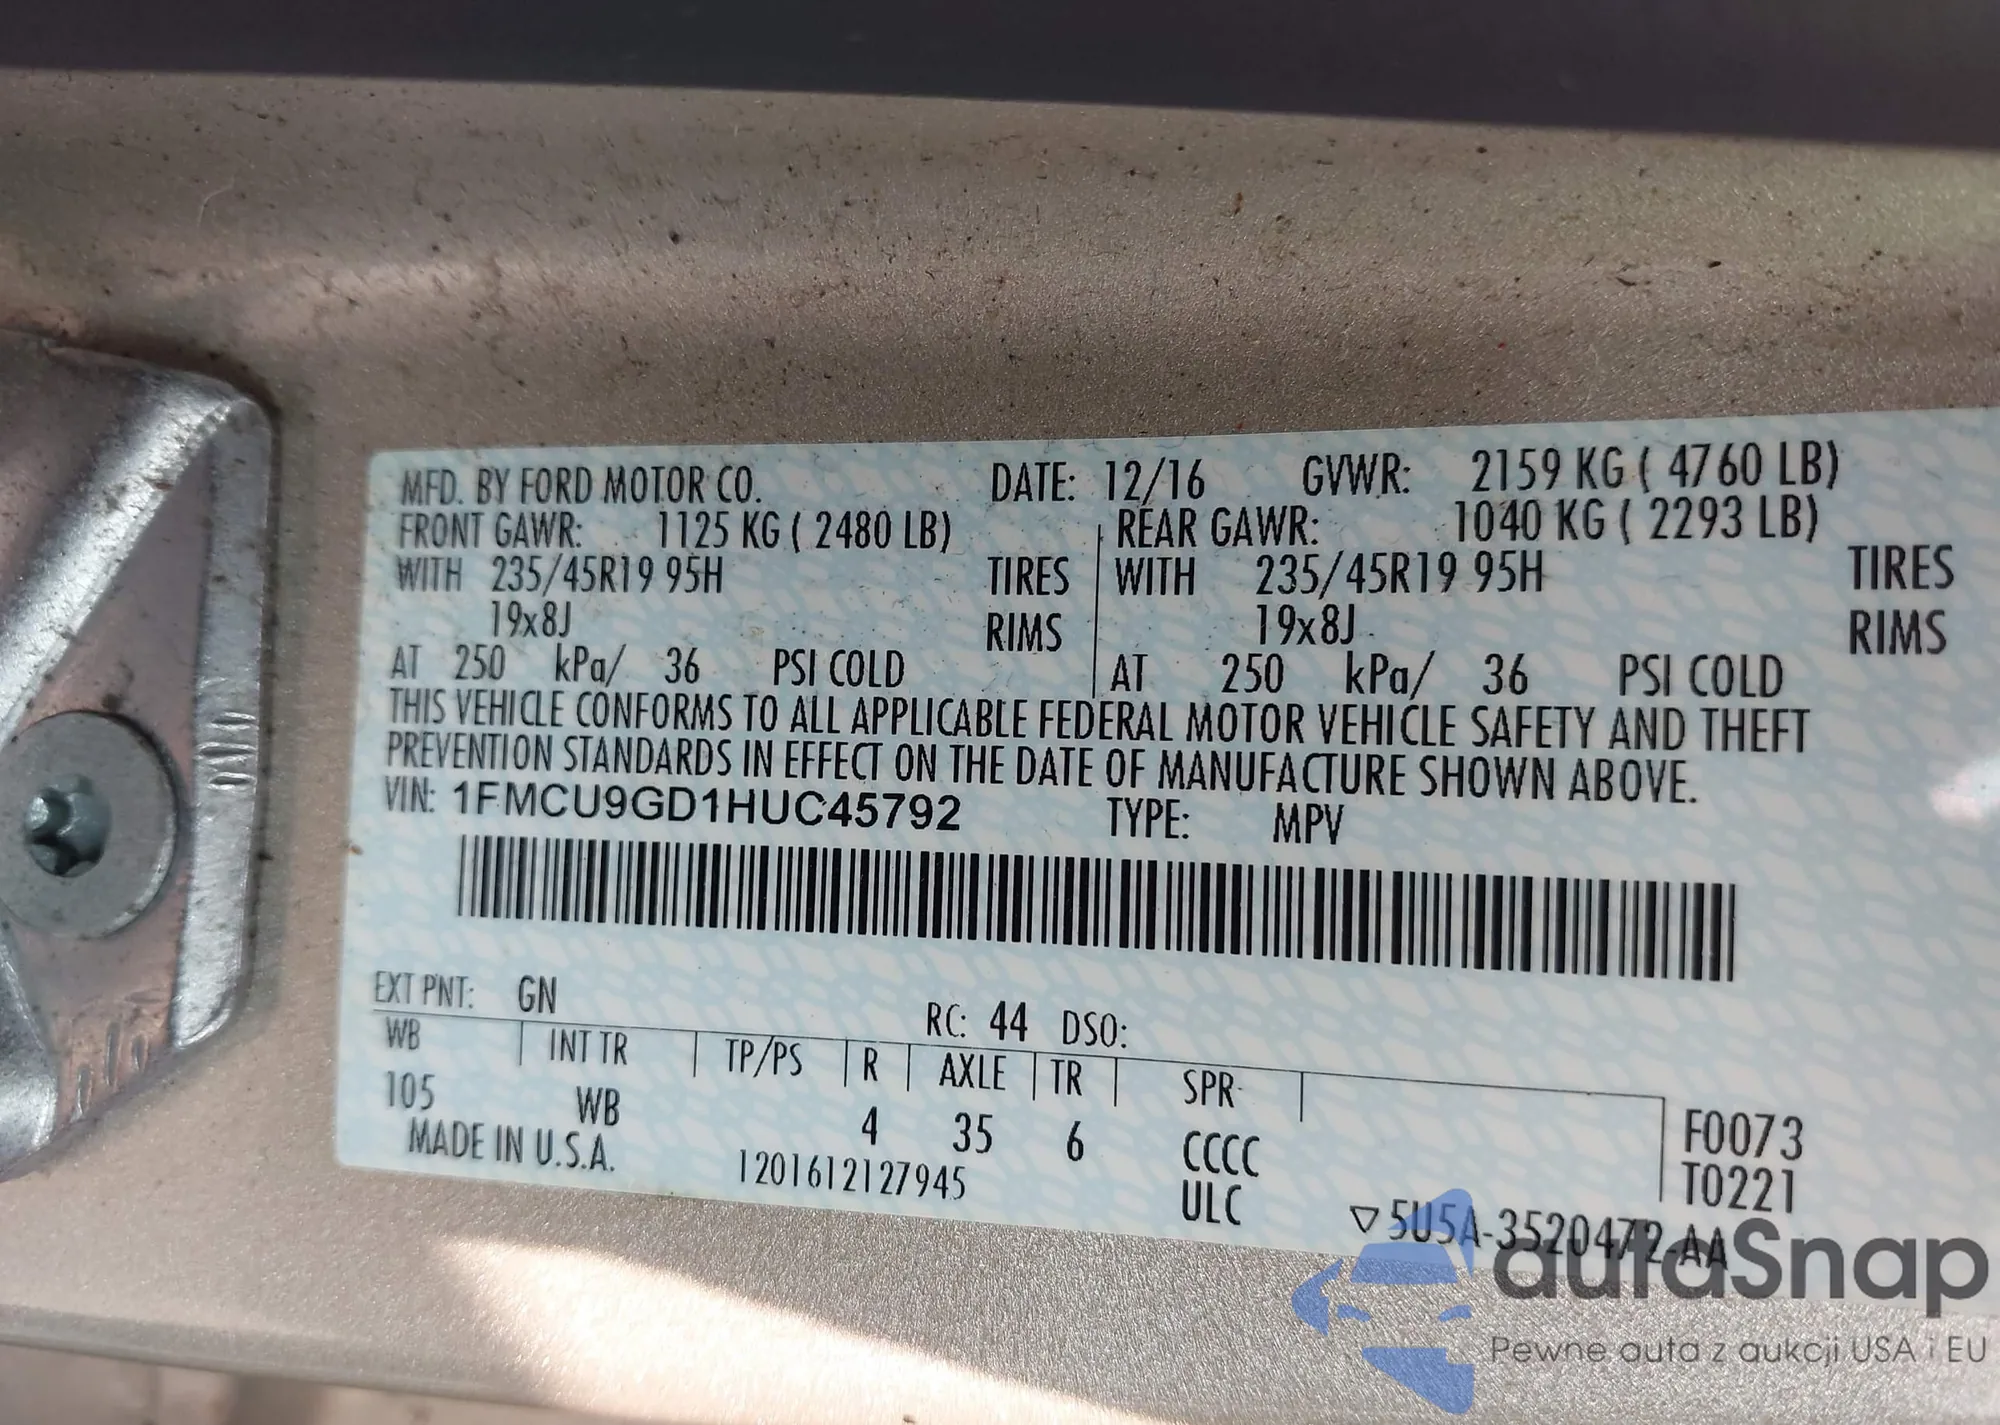 MFD. BY FORD MOTOR CO. DATE: 12/16 GVWR: 2159 KG ( 4760 LB)
FRONT GAWR: 1125 KG ( 2480 LB) REAR GAWR: 1040 KG ( 2293 LB)
WITH 235/45R19 95H TIRES WITH 235/45R19 95H TIRES
19x8J RIMS 19x8J RIMS
AT 250 kPa/ 36 PSI COLD AT 250 kPa/ 36 PSI COLD
THIS VEHICLE CONFORMS TO ALL APPLICABLE FEDERAL MOTOR VEHICLE SAFETY AND THEFT
PREVENTION STANDARDS IN EFFECT ON THE DATE OF MANUFACTURE SHOWN ABOVE.
VIN: 1FMCU9GD1HUC45792 TYPE: MPV
EXT PNT: GN RC: 44 DSO:
WB INT TR TP/PS R AXLE TR SPR
105 WB 4 35 6 CCCC F0073
MADE IN U.S.A. 1201612127945 ULC T0221
▽5U5A-3520472-AA
autaSnap
Pewne auta z aukcji USA i EU